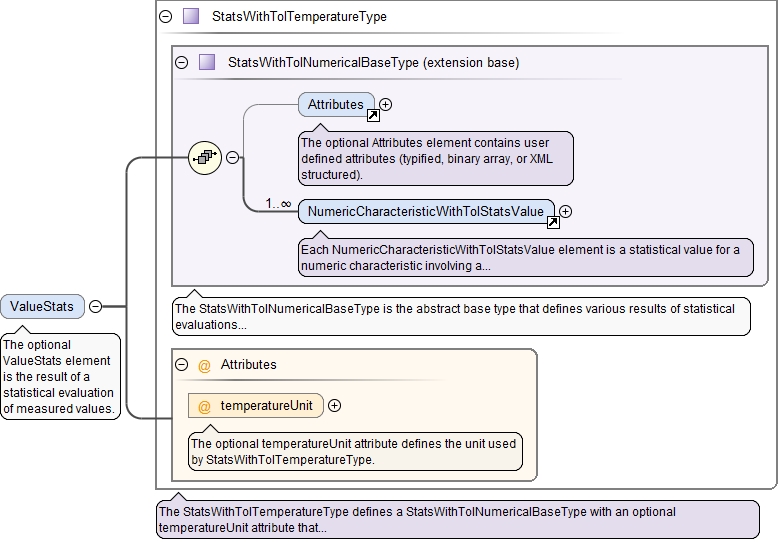 StatsWithTolTemperatureType
StatsWithTolNumericalBaseType (extension base)
Attributes
The optional Attributes element contains user
defined attributes (typified, binary array, or XML
structured).
1..∞
NumericCharacteristicWithTolStatsValue
Each NumericCharacteristicWithTolStatsValue element is a statistical value for a
numeric characteristic involving a...
The StatsWithTolNumericalBaseType is the abstract base type that defines various results of statistical
evaluations...
ValueStats
The optional
ValueStats element
is the result of a
statistical evaluation
of measured values.
@ Attributes
@ temperatureUnit
The optional temperatureUnit attribute defines the unit used
by StatsWithTolTemperatureType.
The StatsWithTolTemperatureType defines a StatsWithTolNumericalBaseType with an optional
temperatureUnit attribute that...